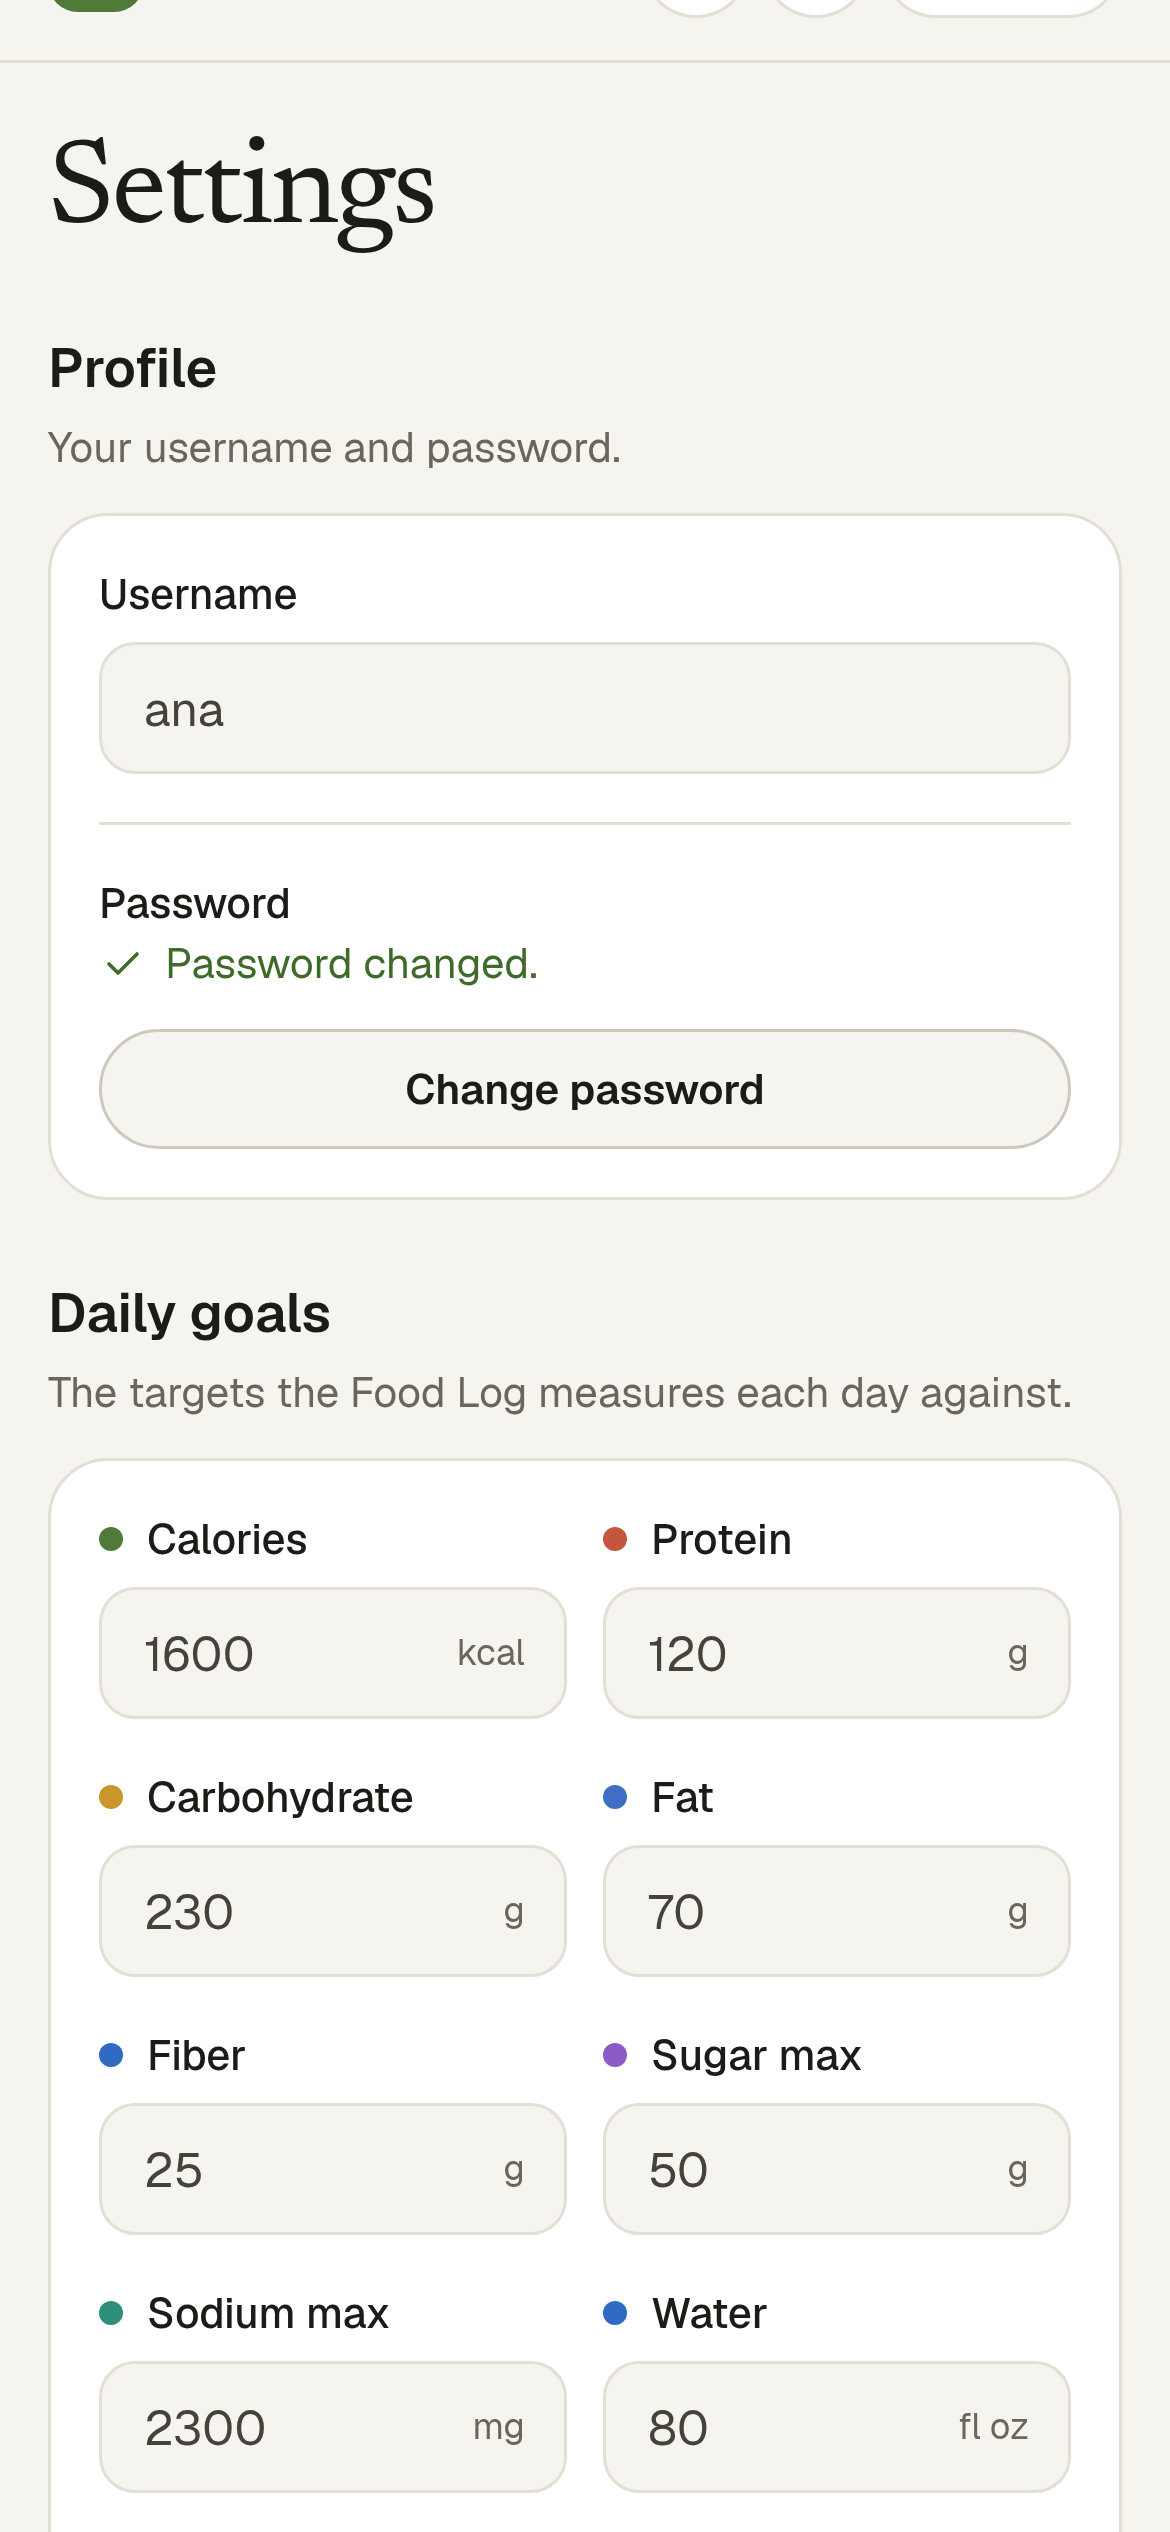 Settings
Profile
Your username and password.
Username
ana
Password
Password changed.
Change password
Daily goals
The targets the Food Log measures each day against.
Calories
Protein
1600 kcal
120 g
Carbohydrate
Fat
230 g
70 g
Fiber
Sugar max
25 g
50 g
Sodium max
Water
2300 mg
80 fl oz